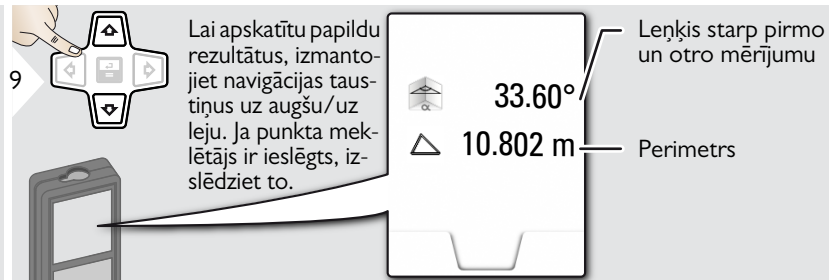 9
Lai apskatītu papildu
rezultātus, izmanto-
jiet navigācijas taus-
tiņus uz augšu/uz
leju. Ja punkta mek-
lētājs ir ieslēgts, iz-
slēdziet to.
α
33.60°
10.802 m
Leņķis starp pirmo
un otro mērījumu
Perimetrs